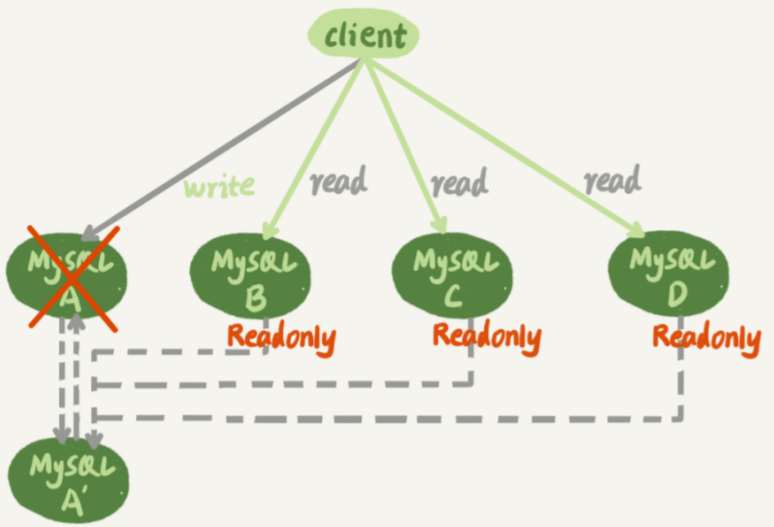 client
write
read
read
read
MySQL
A
MySQL
B
MySQL
C
MySQL
D
Readonly
Readonly
Readonly
MySQL
A'